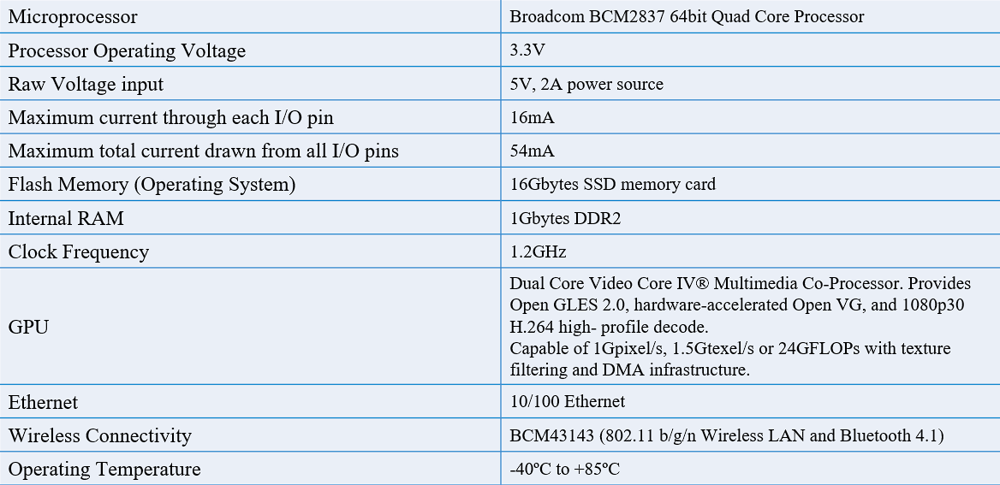 Microprocessor
Broadcom BCM2837 64bit Quad Core Processor
Processor Operating Voltage
3.3V
Raw Voltage input
5V, 2A power source
Maximum current through each I/O pin
16mA
Maximum total current drawn from all I/O pins
54mA
Flash Memory (Operating System)
16Gbytes SSD memory card
Internal RAM
1Gbytes DDR2
Clock Frequency
1.2GHz
GPU
Dual Core Video Core IV® Multimedia Co-Processor. Provides
Open GLES 2.0, hardware-accelerated Open VG, and 1080p30
H.264 high- profile decode.
Capable of 1Gpixel/s, 1.5Gtexel/s or 24GFLOPs with texture
filtering and DMA infrastructure.
Ethernet
10/100 Ethernet
Wireless Connectivity
BCM43143 (802.11 b/g/n Wireless LAN and Bluetooth 4.1)
Operating Temperature
-40ºC to +85ºC